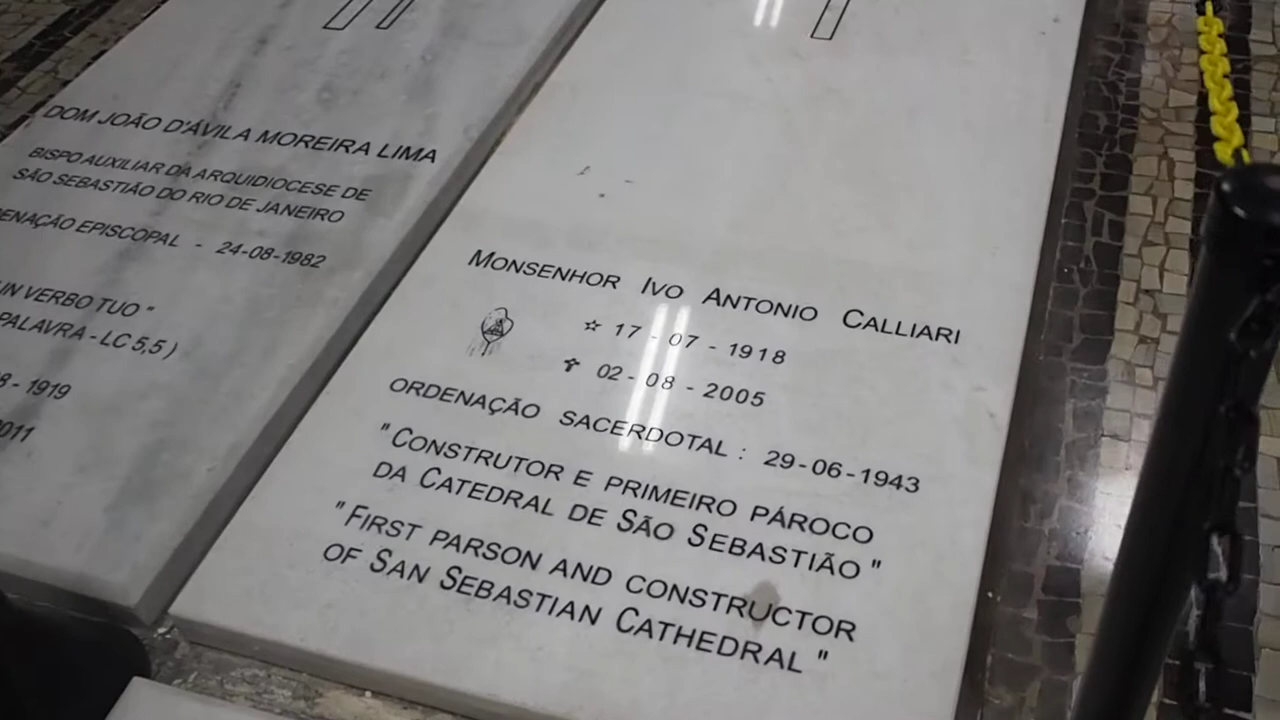 DOM JOÃO D'ÁVILA MOREIRA LIMA
BISPO AUXILIAR DA ARQUIDIOCESE DE
SÃO SEBASTIÃO DO RIO DE JANEIRO
EPISCOPAL - 24-08-1982
IN VERBO TUO "
PALAVRA - LC 5,5 )
- 1919
MONSENHOR IVO ANTONIO CALLIARI
17 - 07 - 1918
02 - 08 - 2005
ORDENAÇÃO SACERDOTAL : 29-06-1943
"CONSTRUTOR E PRIMEIRO PÁROCO
DA CATEDRAL DE SÃO SEBASTIÃO"
"FIRST PARSON AND CONSTRUCTOR
OF SAN SEBASTIAN CATHEDRAL"